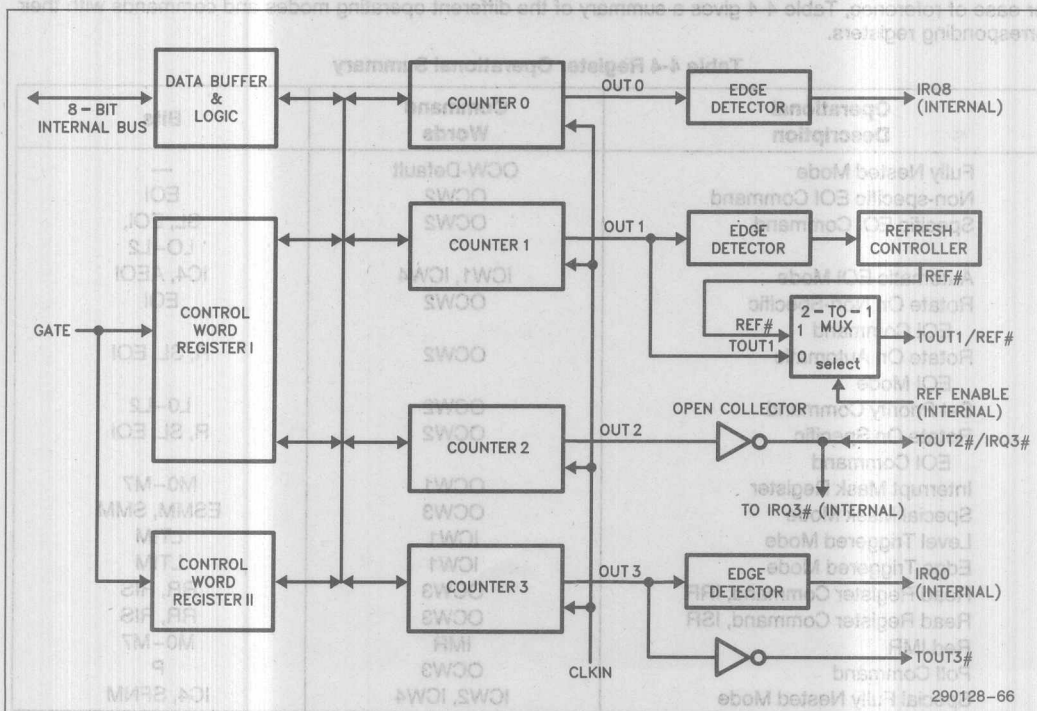 DATA BUFFER
&
LOGIC
8-BIT
INTERNAL BUS
COUNTER 0
OUT 0
EDGE
DETECTOR
IRQ8
(INTERNAL)
COUNTER 1
OUT 1
EDGE
DETECTOR
REFRESH
CONTROLLER
REF#
GATE
CONTROL
WORD
REGISTER I
REF#
TOUT1
2-TO-1
MUX
1
0
select
TOUT1/REF#
REF ENABLE
(INTERNAL)
COUNTER 2
OUT 2
OPEN COLLECTOR
TOUT2#/IRQ3#
TO IRQ3# (INTERNAL)
CONTROL
WORD
REGISTER II
COUNTER 3
OUT 3
EDGE
DETECTOR
IRQ0
(INTERNAL)
TOUT3#
CLKIN
290128-66